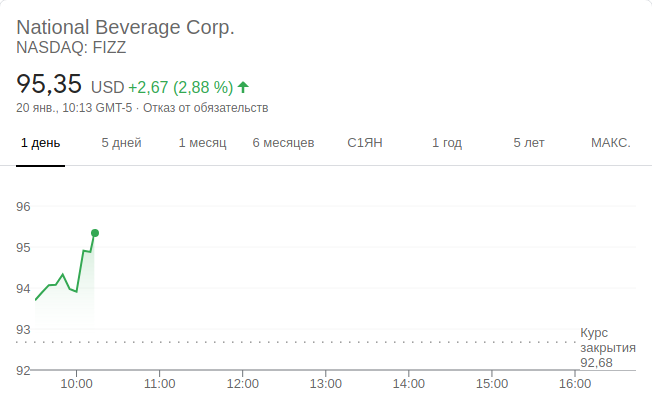 National Beverage Corp.
NASDAQ: FIZZ
95,35 USD +2,67 (2,88 %)
20 янв., 10:13 GMT-5 · Отказ от обязательств
1 день 5 дней 1 месяц 6 месяцев С1ЯН 1 год 5 лет МАКС.
96
95
94
93
Курс
закрытия
92,68
92
10:00 11:00 12:00 13:00 14:00 15:00 16:00